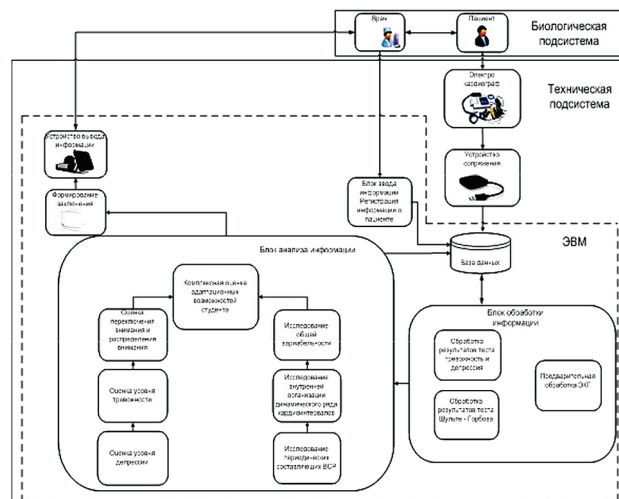 Врач
Пациент
Биологическая
подсистема
Электро
кардиограф
Техническая
подсистема
Устройство вывода
информации
Устройство
сопряжения
Формирование
заключения
Блок ввода
информации
Регистрация
информации о
пациенте
База данных
ЭВМ
Блок анализа информации
Комплексная оценка
адаптационных
возможностей
студента
Оценка
переключения
внимания и
распределения
внимания
Исследование
общей
вариабельности
Оценка уровня
тревожности
Исследование
внутренней
организации
динамического ряда
кардиоинтервалов
Оценка уровня
депрессии
Исследование
периодических
составляющих ВСР
Блок обработки
информации
Обработка
результатов теста
тревожность и
депрессия
Предварительная
обработка ЭКГ
Обработка
результатов теста
Шульте - Горбова